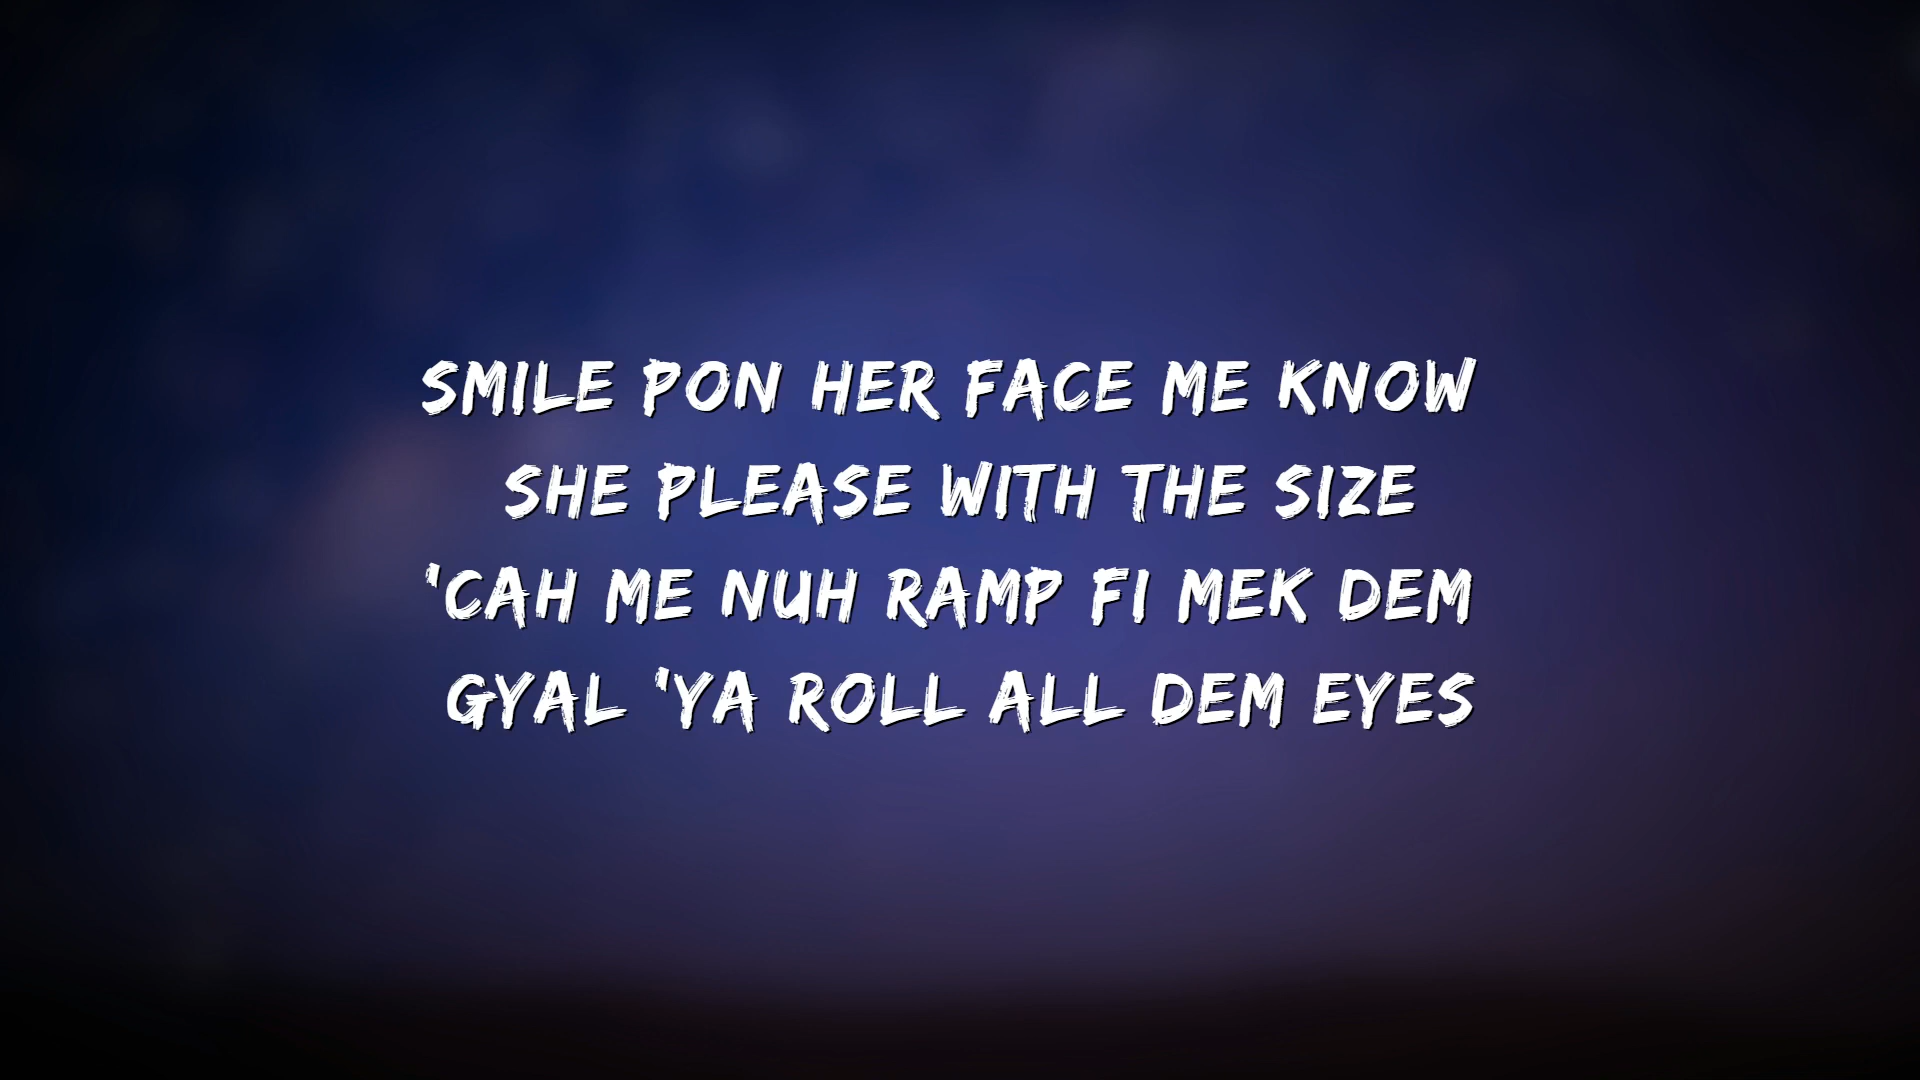 SMILE PON HER FACE ME KNOW
SHE PLEASE WITH THE SIZE
'CAH ME NUH RAMP FI MEK DEM
GYAL 'YA ROLL ALL DEM EYES